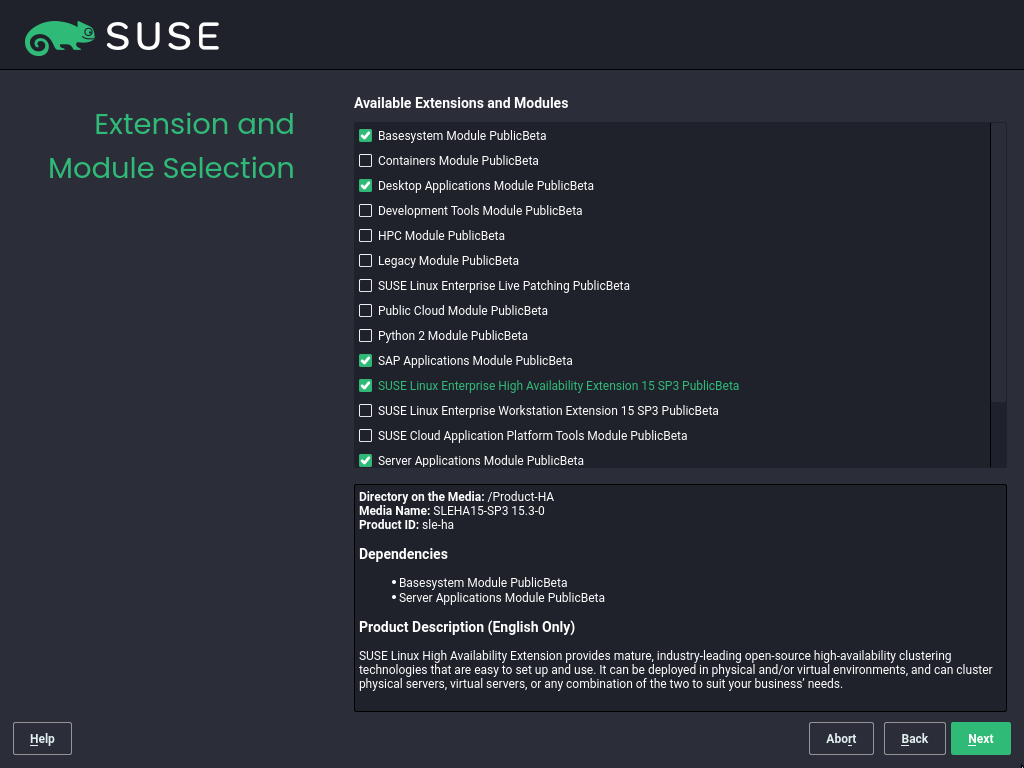 SUSE
Extension and
Module Selection
Available Extensions and Modules
Basesystem Module PublicBeta
Containers Module PublicBeta
Desktop Applications Module PublicBeta
Development Tools Module PublicBeta
HPC Module PublicBeta
Legacy Module PublicBeta
SUSE Linux Enterprise Live Patching PublicBeta
Public Cloud Module PublicBeta
Python 2 Module PublicBeta
SAP Applications Module PublicBeta
SUSE Linux Enterprise High Availability Extension 15 SP3 PublicBeta
SUSE Linux Enterprise Workstation Extension 15 SP3 PublicBeta
SUSE Cloud Application Platform Tools Module PublicBeta
Server Applications Module PublicBeta
Directory on the Media: /Product-HA
Media Name: SLEHA15-SP3 15.3-0
Product ID: sle-ha
Dependencies
• Basesystem Module PublicBeta
• Server Applications Module PublicBeta
Product Description (English Only)
SUSE Linux High Availability Extension provides mature, industry-leading open-source high-availability clustering
technologies that are easy to set up and use. It can be deployed in physical and/or virtual environments, and can cluster
physical servers, virtual servers, or any combination of the two to suit your business’ needs.
Help
Abort
Back
Next